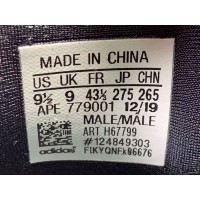 MADE IN CHINA
US UK FR JP CHN
9½ 9 43⅓ 275 265
APE 779001 12/19
MALE/MALE
ART H67799
#124849303
adidas F1KYQNFk06676